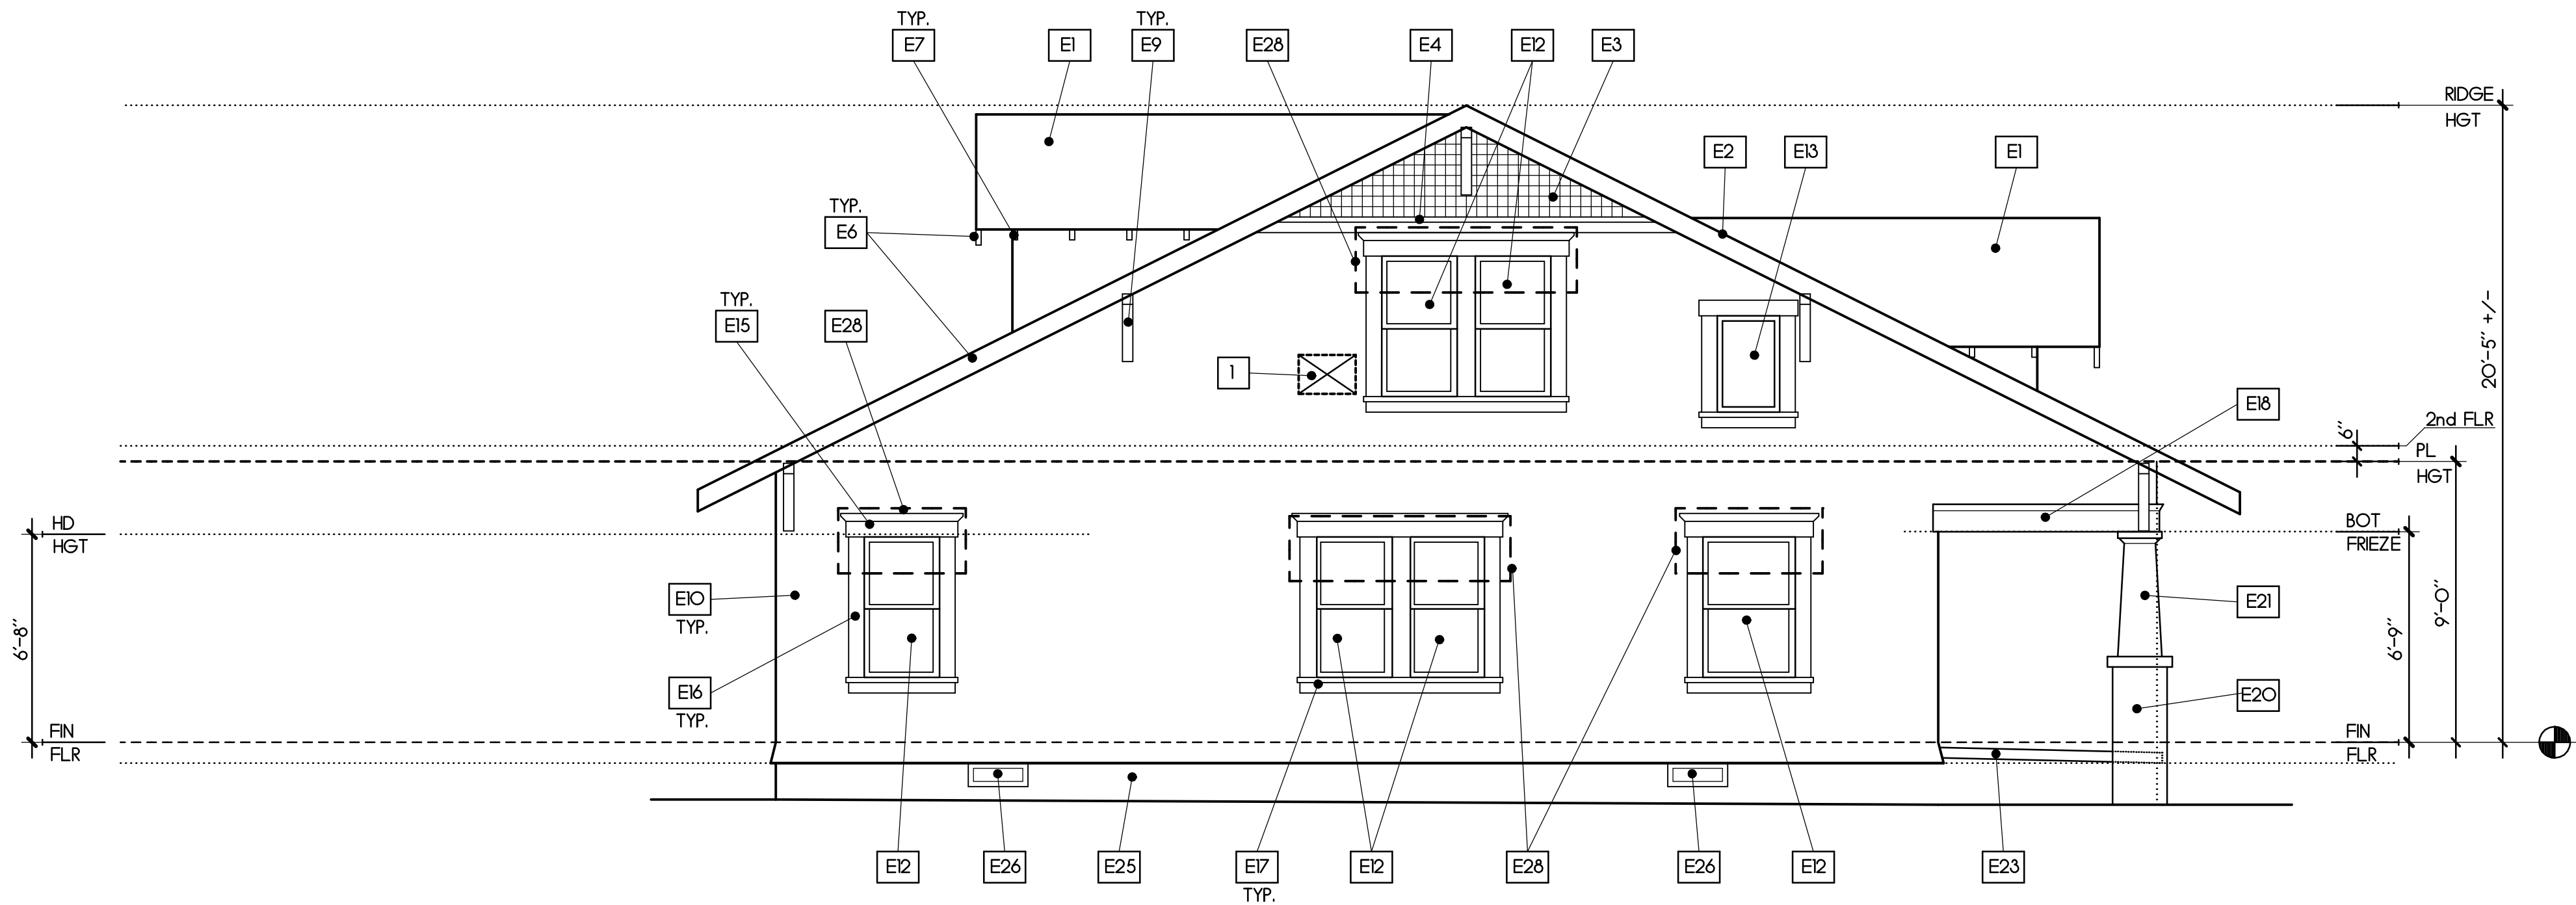 TYP.
E7
E1
TYP.
E9
E28
E4
E12
E3
RIDGE
HGT
E2
E13
E1
TYP.
E6
TYP.
E15
E28
1
20'-5" +/-
E18
6"
2nd FLR
PL
HGT
HD
HGT
BOT
FRIEZE
E10
TYP.
E21
6'-8"
6'-9"
9'-0"
E16
TYP.
E20
FIN
FLR
FIN
FLR
E12
E26
E25
E17
TYP.
E12
E28
E26
E12
E23